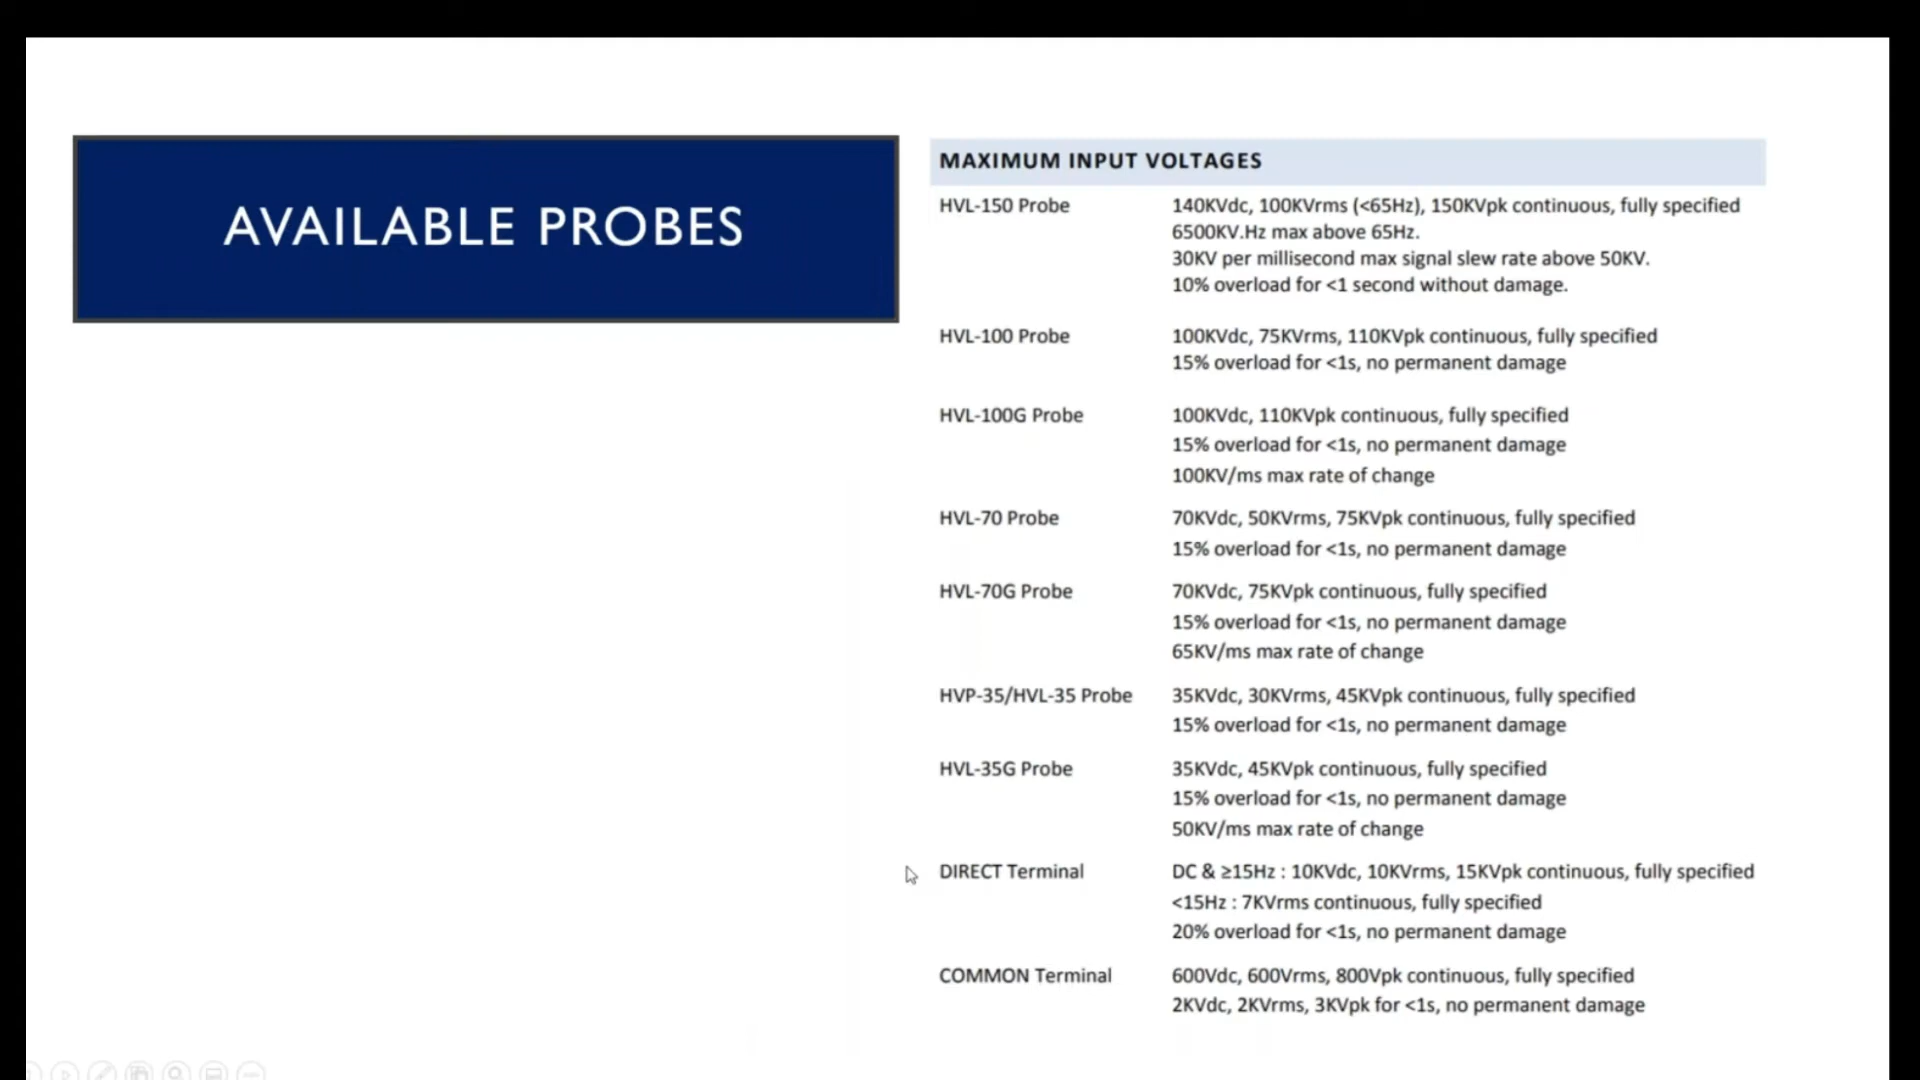 AVAILABLE PROBES
MAXIMUM INPUT VOLTAGES
HVL-150 Probe 140KVdc, 100KVrms (<65Hz), 150KVpk continuous, fully specified
6500KV.Hz max above 65Hz.
30KV per millisecond max signal slew rate above 50KV.
10% overload for <1 second without damage.
HVL-100 Probe 100KVdc, 75KVrms, 110KVpk continuous, fully specified
15% overload for <1s, no permanent damage
HVL-100G Probe 100KVdc, 110KVpk continuous, fully specified
15% overload for <1s, no permanent damage
100KV/ms max rate of change
HVL-70 Probe 70KVdc, 50KVrms, 75KVpk continuous, fully specified
15% overload for <1s, no permanent damage
HVL-70G Probe 70KVdc, 75KVpk continuous, fully specified
15% overload for <1s, no permanent damage
65KV/ms max rate of change
HVP-35/HVL-35 Probe 35KVdc, 30KVrms, 45KVpk continuous, fully specified
15% overload for <1s, no permanent damage
HVL-35G Probe 35KVdc, 45KVpk continuous, fully specified
15% overload for <1s, no permanent damage
50KV/ms max rate of change
DIRECT Terminal DC & ≥15Hz : 10KVdc, 10KVrms, 15KVpk continuous, fully specified
<15Hz : 7KVrms continuous, fully specified
20% overload for <1s, no permanent damage
COMMON Terminal 600Vdc, 600Vrms, 800Vpk continuous, fully specified
2KVdc, 2KVrms, 3KVpk for <1s, no permanent damage